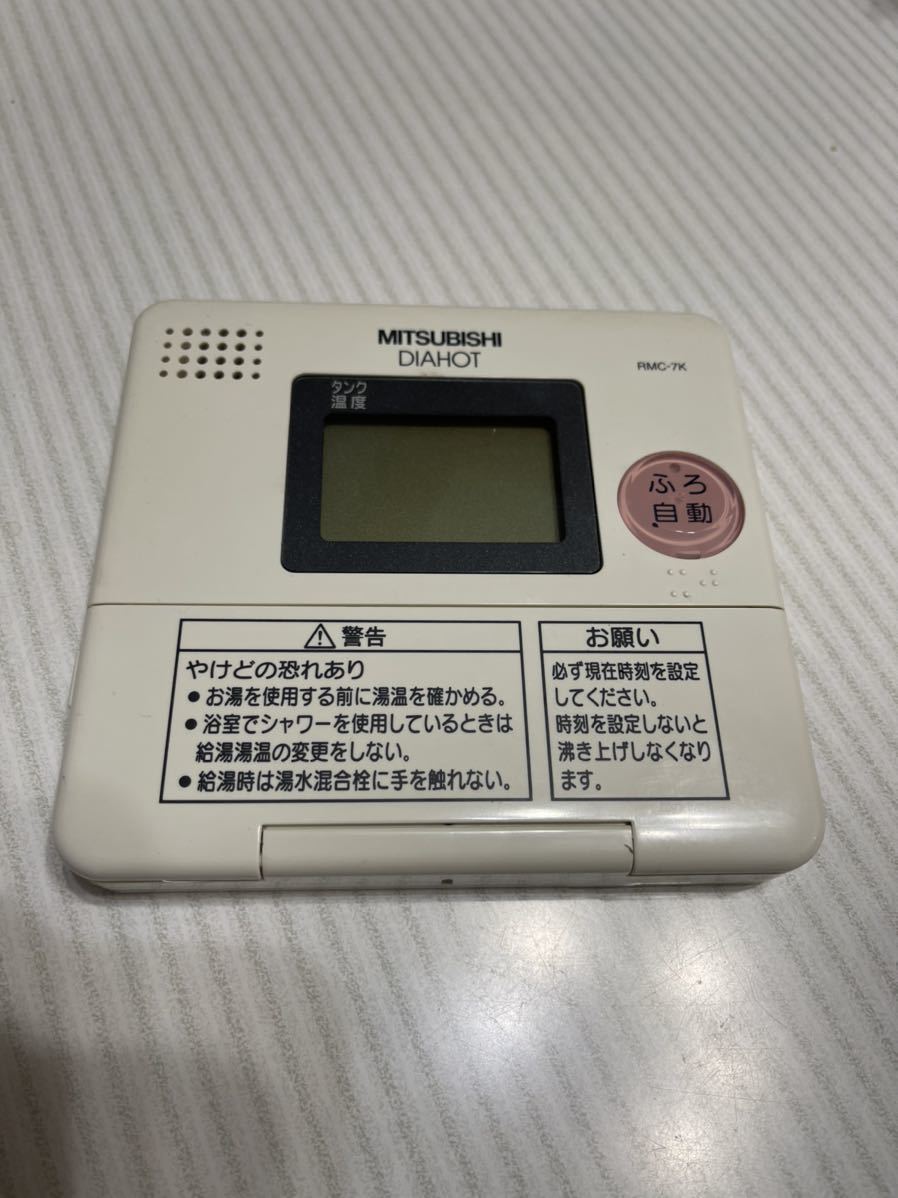 MITSUBISHI
DIAHOT
RMC-7K
タンク
温度
ふろ
自動
警告
やけどの恐れあり
● お湯を使用する前に湯温を確かめる。
● 浴室でシャワーを使用しているときは
給湯湯温の変更をしない。
● 給湯時は湯水混合栓に手を触れない。
お願い
必ず現在時刻を設定
してください。
時刻を設定しないと
沸き上げしなくなり
ます。